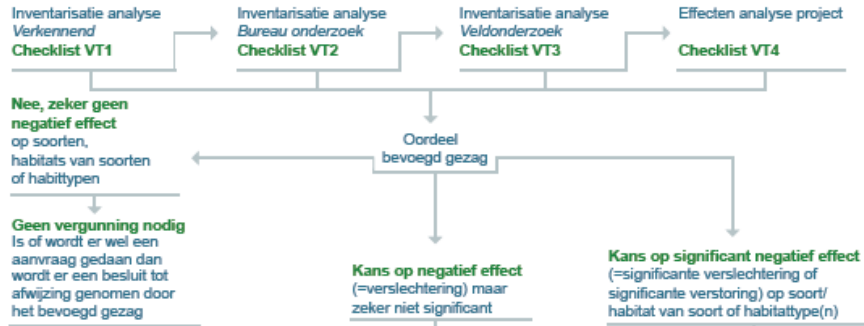 Inventarisatie analyse
Verkennend
Checklist VT1
Inventarisatie analyse
Bureau onderzoek
Checklist VT2
Inventarisatie analyse
Veldonderzoek
Checklist VT3
Effecten analyse project
Checklist VT4
Nee, zeker geen
negatief effect
op soorten,
habitats van soorten
of habittypen
Oordeel
bevoegd gezag
Geen vergunning nodig
Is of wordt er wel een
aanvraag gedaan dan
wordt er een besluit tot
afwijzing genomen door
het bevoegd gezag
Kans op negatief effect
(=verslechtering) maar
zeker niet significant
Kans op significant negatief effect
(=significante verslechtering of
significante verstoring) op soort/
habitat van soort of habitattype(n)